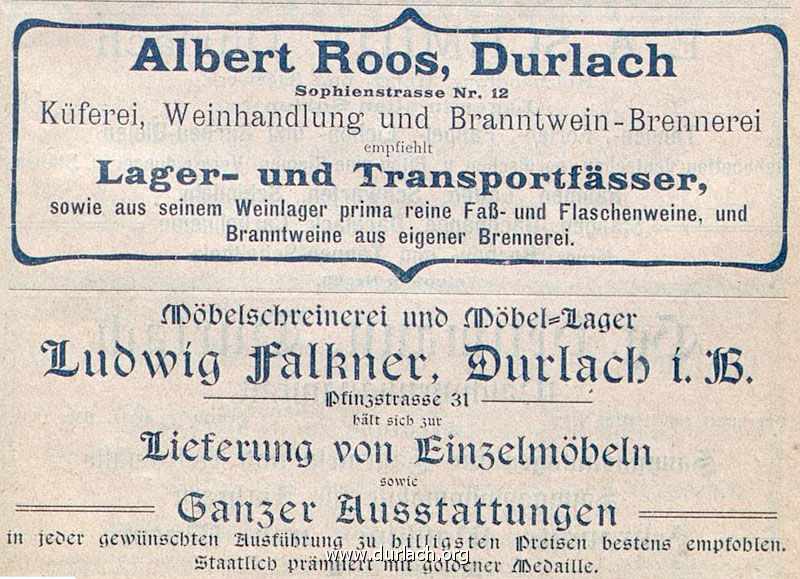 Albert Roos, Durlach
Sophienstrasse Nr. 12
Küferei, Weinhandlung und Branntwein-Brennerei
empfiehlt
Lager- und Transportfässer,
sowie aus seinem Weinlager prima reine Faß- und Flaschenweine, und
Branntweine aus eigener Brennerei.
Möbelschreinerei und Möbel=Lager
Ludwig Falkner, Durlach i. B.
Pfinzstrasse 31
hält sich zur
Lieferung von Einzelmöbeln
sowie
Ganzer Ausstattungen
in jeder gewünschten Ausführung zu billigsten Preisen bestens empfohlen.
www.durlach.org
Staatlich prämiiert mit goldener Medaille.